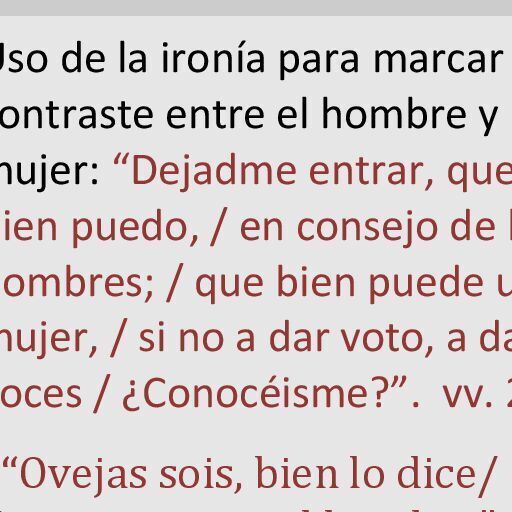 Uso de la ironía para marcar
ontraste entre el hombre y
mujer: “Dejadme entrar, que
ien puedo, / en consejo de l
ombres; / que bien puede u
mujer, / si no a dar voto, a da
oces / ¿Conocéisme?”. vv. 2
“Ovejas sois, bien lo dice/